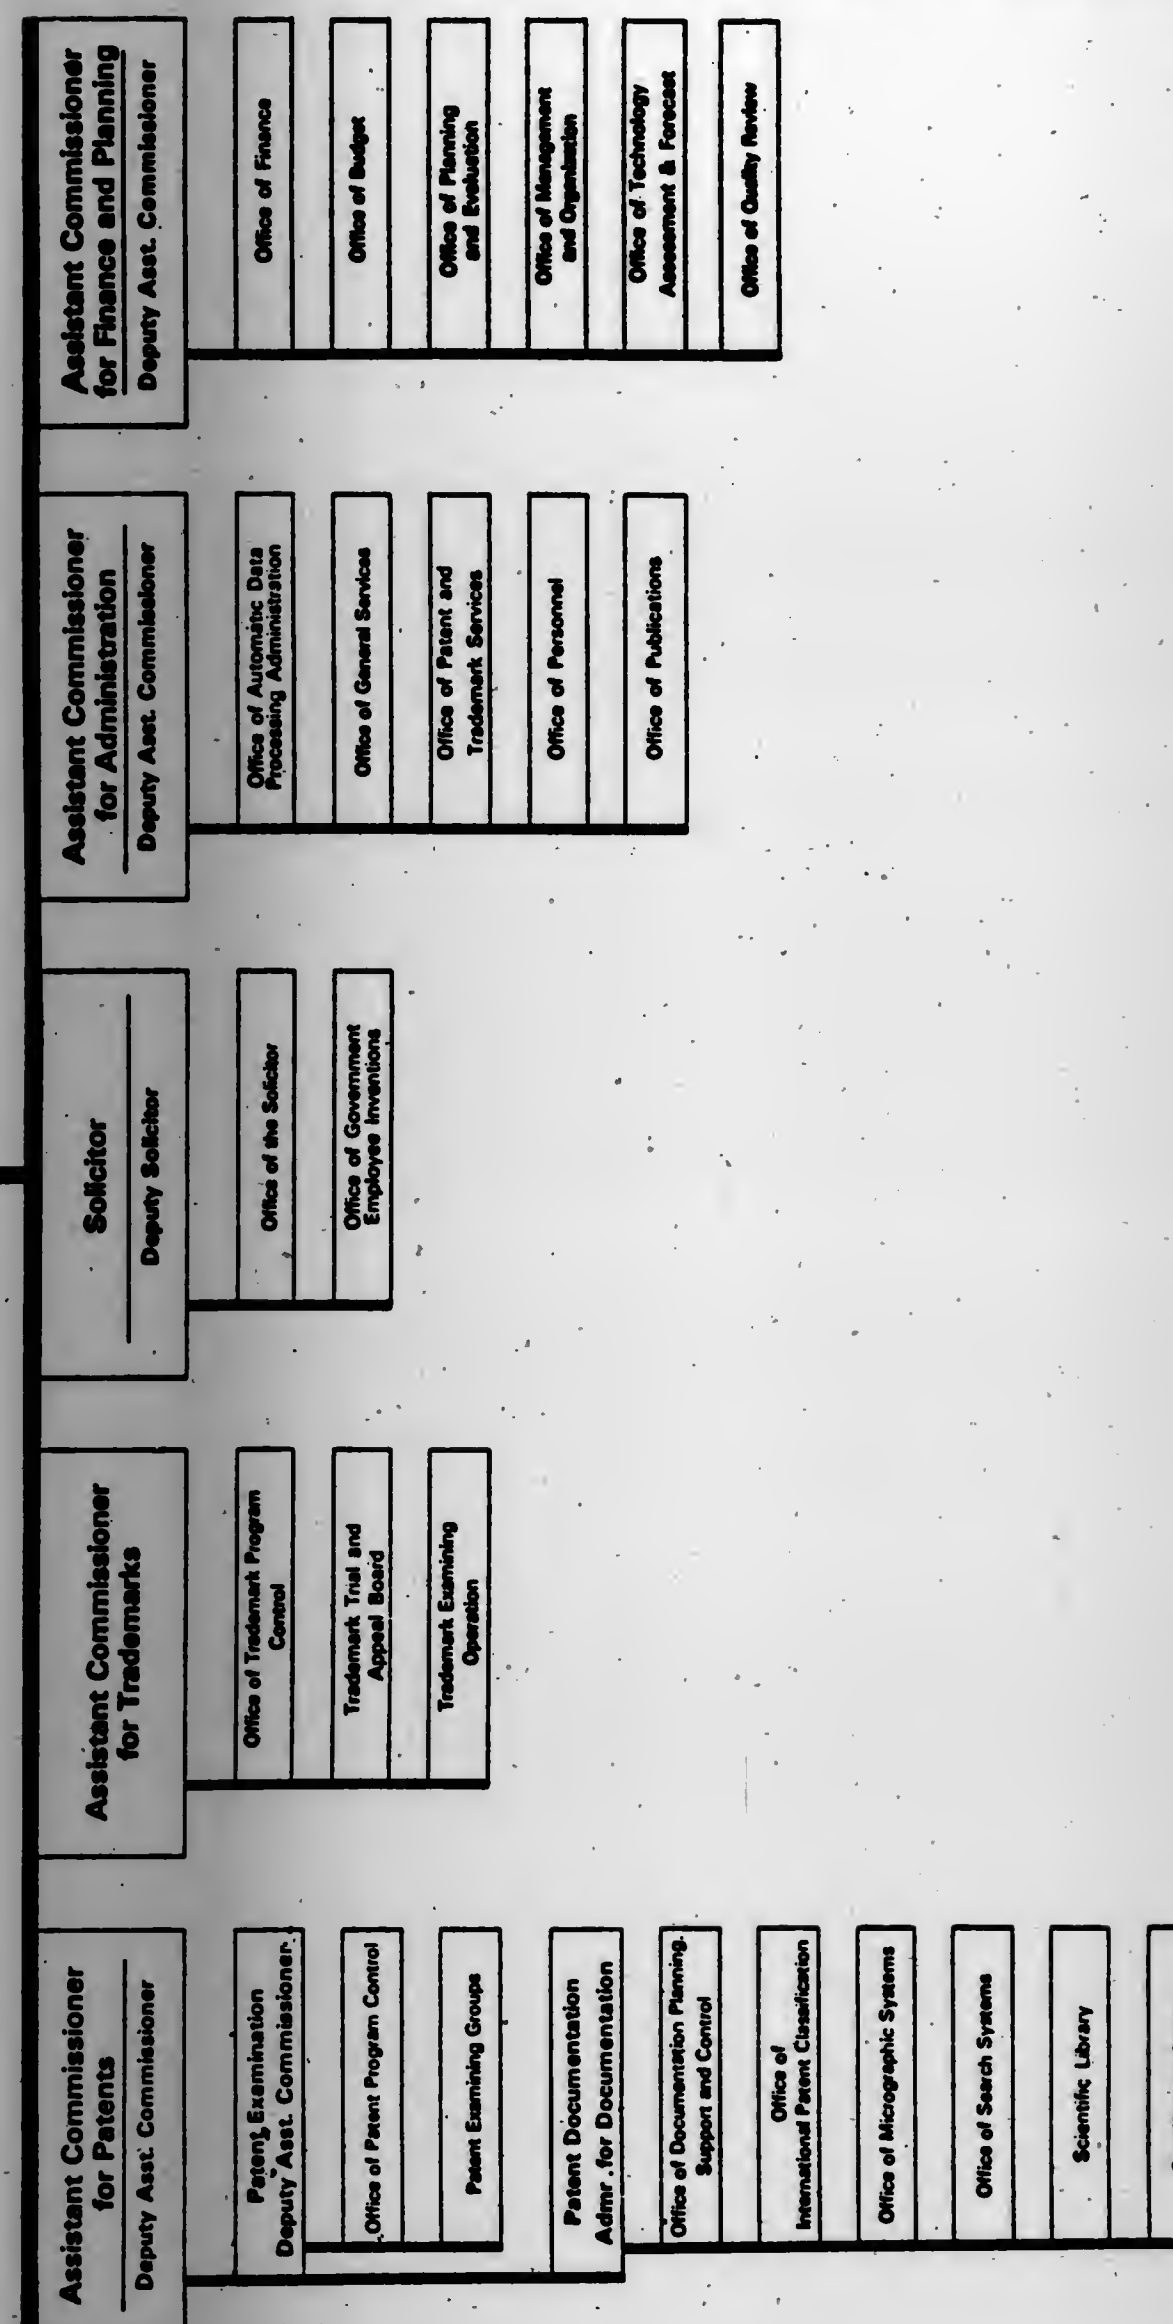 Assistant Commissioner
for Patents
Deputy Asst. Commissioner
Patent Examination
Deputy Asst. Commissioner
Office of Patent Program Control
Patent Examining Groups
Patent Documentation
Admr. for Documentation
Office of Documentation Planning,
Support and Control
Office of
International Patent Classification
Office of Micrographic Systems
Office of Search Systems
Scientific Library
Assistant Commissioner
for Trademarks
Office of Trademark Program
Control
Trademark Trial and
Appeal Board
Trademark Examining
Operation
Solicitor
Deputy Solicitor
Office of the Solicitor
Office of Government
Employee Inventions
Assistant Commissioner
for Administration
Deputy Asst. Commissioner
Office of Automatic Data
Processing Administration
Office of General Services
Office of Patent and
Trademark Services
Office of Personnel
Office of Publications
Assistant Commissioner
for Finance and Planning
Deputy Asst. Commissioner
Office of Finance
Office of Budget
Office of Planning
and Evaluation
Office of Management
and Organization
Office of Technology
Assessment & Forecast
Office of Quality Review